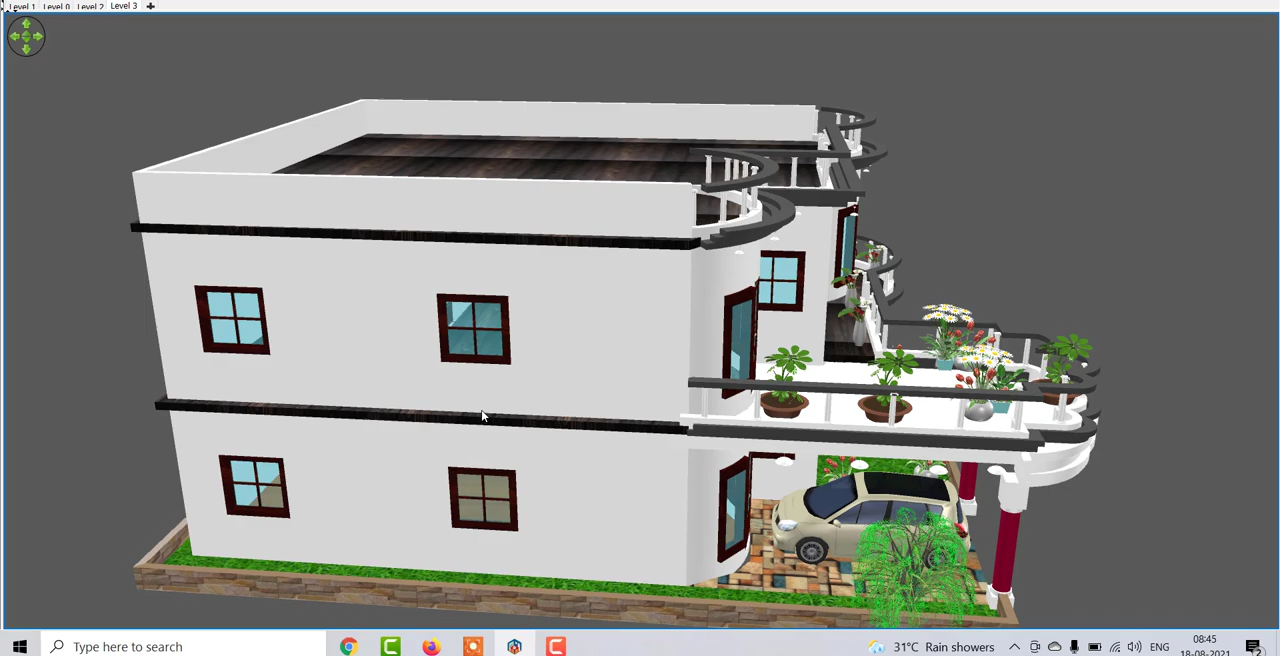 Level 1 Level 0 Level 2 Level 3
Type here to search
31°C Rain showers
ENG
08:45
18-08-2021
2